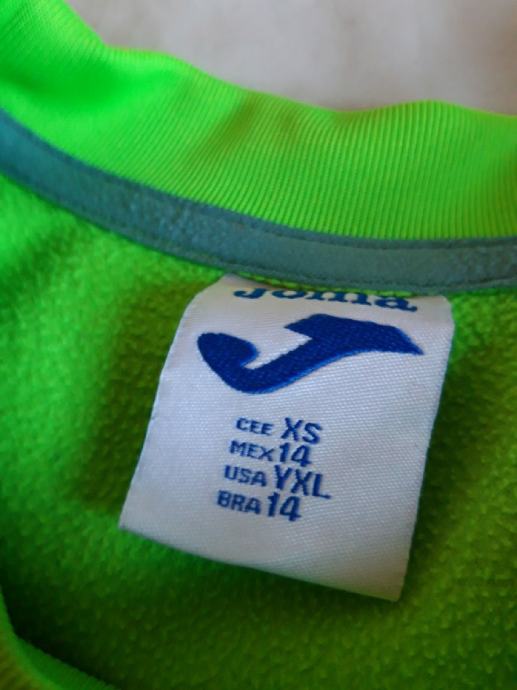 Joma
CEE XS
MEX 14
USA YXL
BRA 14